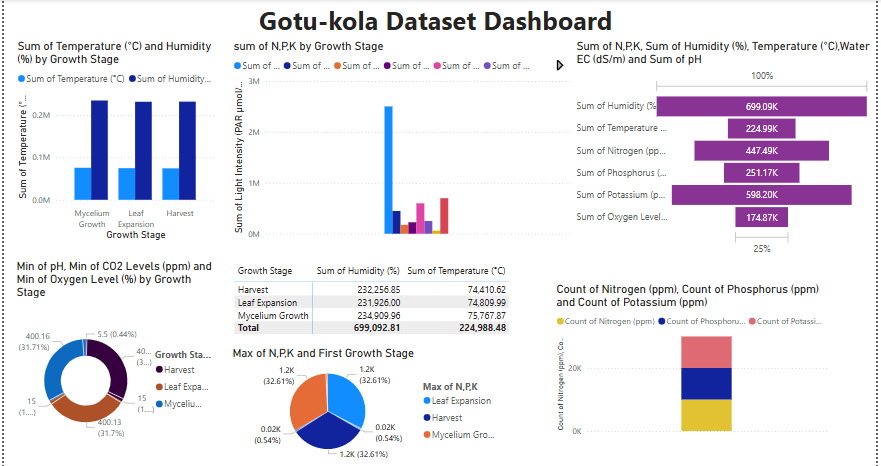 Gotu-kola Dataset Dashboard
Sum of Temperature (°C) and Humidity
(%) by Growth Stage
Sum of Temperature (°C) Sum of Humidity...
Sum of Temperature (°...
0.2M
0.1M
0.0M
Mycelium
Growth
Leaf
Expansion
Harvest
Growth Stage
sum of N,P,K by Growth Stage
Sum of ... Sum of ... Sum of ... Sum of ... Sum of ... Sum of ...
Sum of Light Intensity (PAR µmol/...
3M
2M
1M
0M
Sum of N,P,K, Sum of Humidity (%), Temperature (°C),Water
EC (dS/m) and Sum of pH
100%
Sum of Humidity (%
699.09K
Sum of Temperature ...
224.99K
Sum of Nitrogen (pp...
447.49K
Sum of Phosphorus (...
251.17K
Sum of Potassium (p...
598.20K
Sum of Oxygen Level...
174.87K
25%
Min of pH, Min of CO2 Levels (ppm) and
Min of Oxygen Level (%) by Growth
Stage
5.5 (0.44%)
400.16
(31.71%)
40...
(3...)
15
(1....)
15
(1...)
400.13
(31.7%)
Growth Sta...
Harvest
Leaf Expa...
Myceliu...
Growth Stage Sum of Humidity (%) Sum of Temperature (°C)
Harvest 232,256.85 74,410.62
Leaf Expansion 231,926.00 74,809.99
Mycelium Growth 234,909.96 75,767.87
Total 699,092.81 224,988.48
Max of N,P,K and First Growth Stage
1.2K
(32.61%)
1.2K
(32.61%)
0.02K
(0.54%)
0.02K
(0.54%)
1.2K (32.61%)
Max of N,P,K
Leaf Expansion
Harvest
Mycelium Gro...
Count of Nitrogen (ppm), Count of Phosphorus (ppm)
and Count of Potassium (ppm)
Count of Nitrogen (ppm) Count of Phosphoru... Count of Potassi...
Count of Nitrogen (ppm), Co...
20K
0K